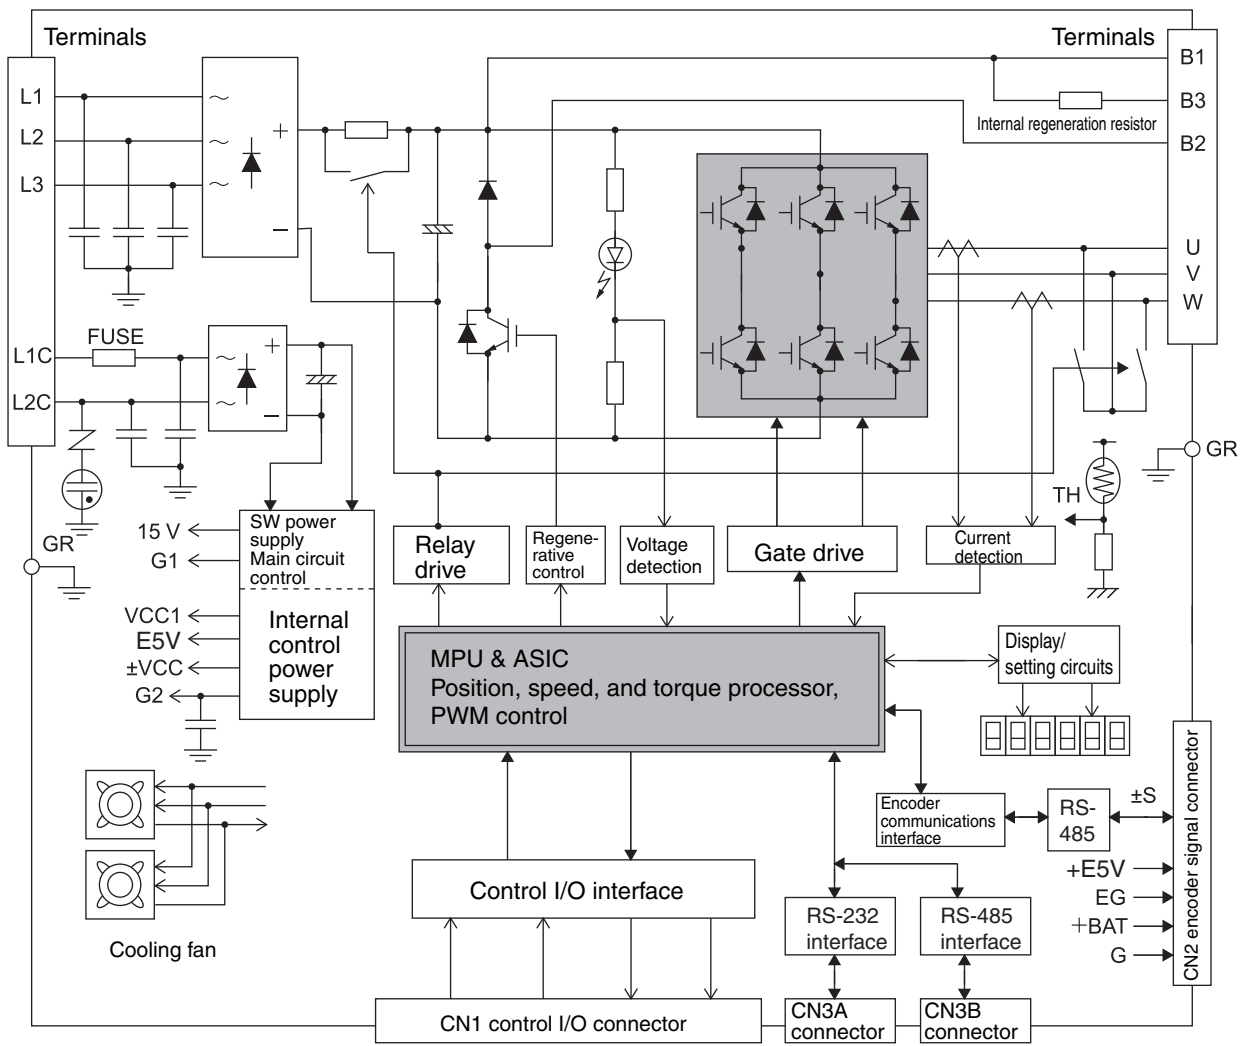 Terminals
Terminals
B1
L1
B3
Internal regeneration resistor
L2
+
B2
L3
−
U
V
W
FUSE
L1C
+
L2C
−
GR
TH
15 V
G1
GR
SW power
supply
Main circuit
control
Relay
drive
Regene-
rative
control
Voltage
detection
Gate drive
Current
detection
VCC1
E5V
±VCC
G2
Internal
control
power
supply
MPU & ASIC
Position, speed, and torque processor,
PWM control
Display/
setting circuits
Encoder
communications
interface
RS-
485
±S
+E5V
EG
+BAT
G
CN2 encoder signal connector
Control I/O interface
RS-232
interface
RS-485
interface
Cooling fan
CN1 control I/O connector
CN3A
connector
CN3B
connector